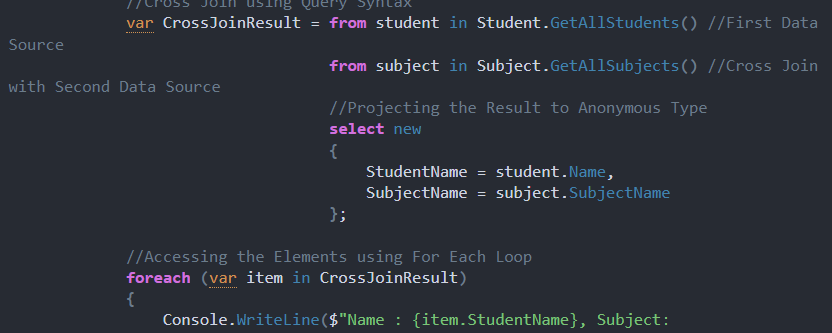 //Cross Join using Query Syntax
var CrossJoinResult = from student in Student.GetAllStudents() //First Data
Source
from subject in Subject.GetAllSubjects() //Cross Join
with Second Data Source
//Projecting the Result to Anonymous Type
select new
{
StudentName = student.Name,
SubjectName = subject.SubjectName
};
//Accessing the Elements using For Each Loop
foreach (var item in CrossJoinResult)
{
Console.WriteLine($"Name : {item.StudentName}, Subject: